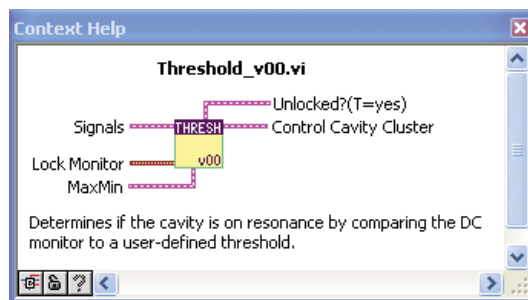 Context Help
Threshold_v00.vi
Unlocked?(T=yes)
Signals
THRESH
Control Cavity Cluster
Lock Monitor
v00
MaxMin
Determines if the cavity is on resonance by comparing the DC
monitor to a user-defined threshold.
?